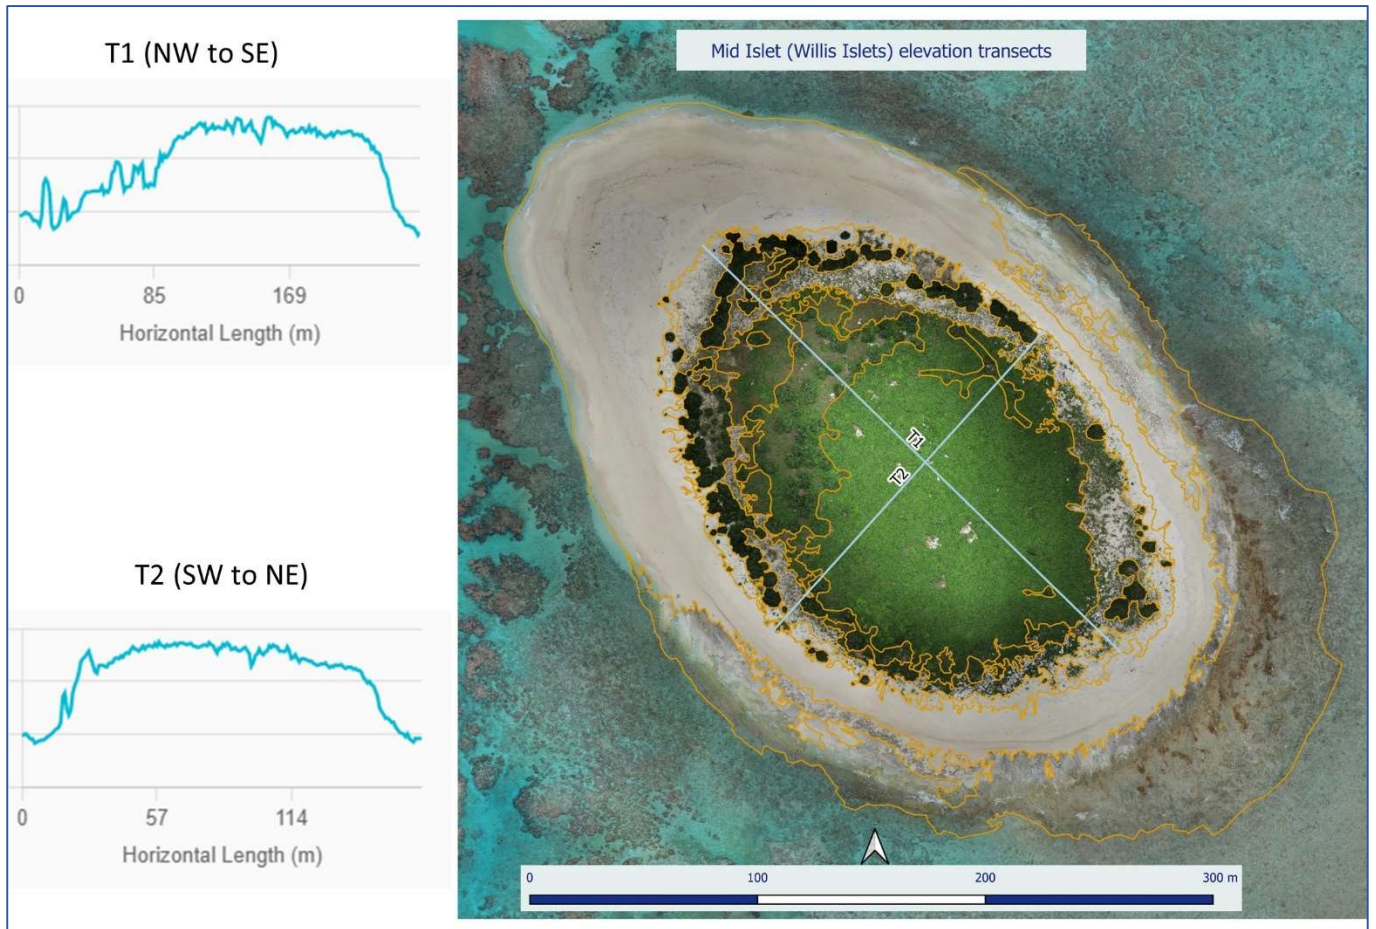 T1 (NW to SE)
0 85 169
Horizontal Length (m)
T2 (SW to NE)
0 57 114
Horizontal Length (m)
Mid Islet (Willis Islets) elevation transects
T1
T2
0 100 200 300 m